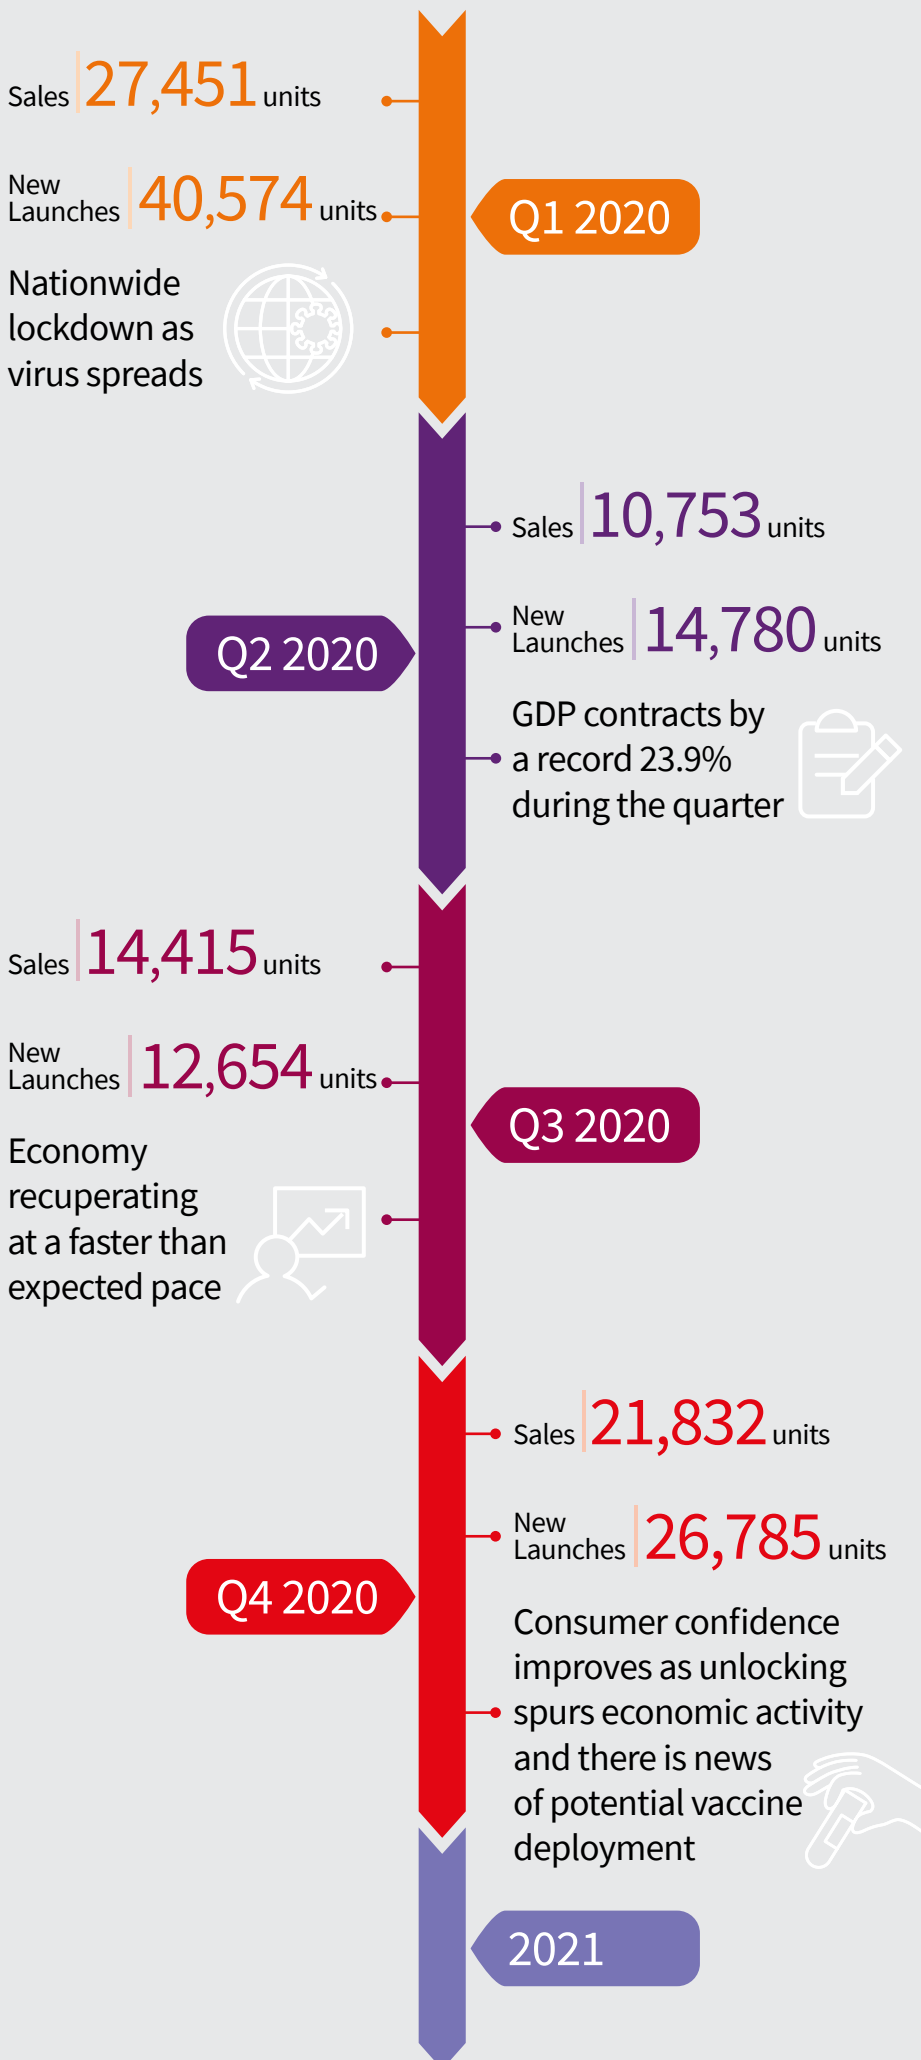 Sales 27,451 units
New
Launches 40,574 units
Q1 2020
Nationwide
lockdown as
virus spreads
Sales 10,753 units
New
Launches 14,780 units
Q2 2020
GDP contracts by
a record 23.9%
during the quarter
Sales 14,415 units
New
Launches 12,654 units
Q3 2020
Economy
recuperating
at a faster than
expected pace
Sales 21,832 units
New
Launches 26,785 units
Q4 2020
Consumer confidence
improves as unlocking
spurs economic activity
and there is news
of potential vaccine
deployment
2021